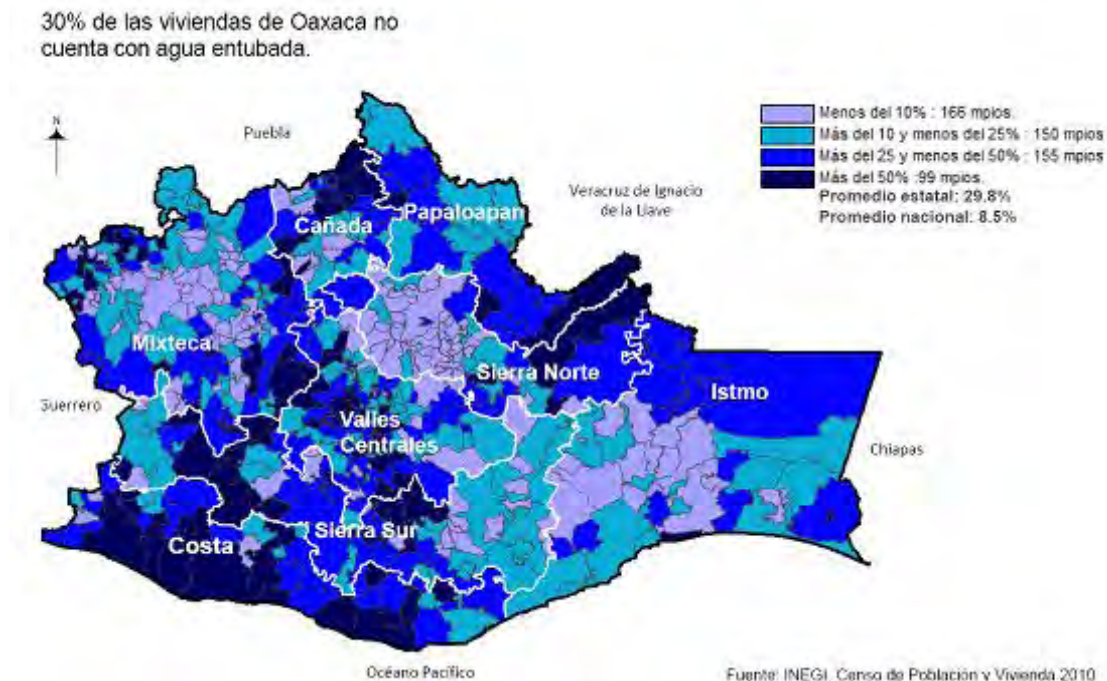 30% de las viviendas de Oaxaca no
cuenta con agua entubada.
N
Puebla
Menos del 10% : 166 mpios.
Más del 10 y menos del 25% : 150 mpios
Más del 25 y menos del 50% : 155 mpios
Más del 50% :99 mpios.
Promedio estatal: 29.8%
Promedio nacional: 8.5%
Veracruz de Ignacio
de la Llave
Papaloapan
Cañada
Mixteca
Sierra Norte
Istmo
Guerrero
Valles
Centrales
Chiapas
Costa
Sierra Sur
Océano Pacífico
Fuente: INEGI. Censo de Población y Vivienda 2010